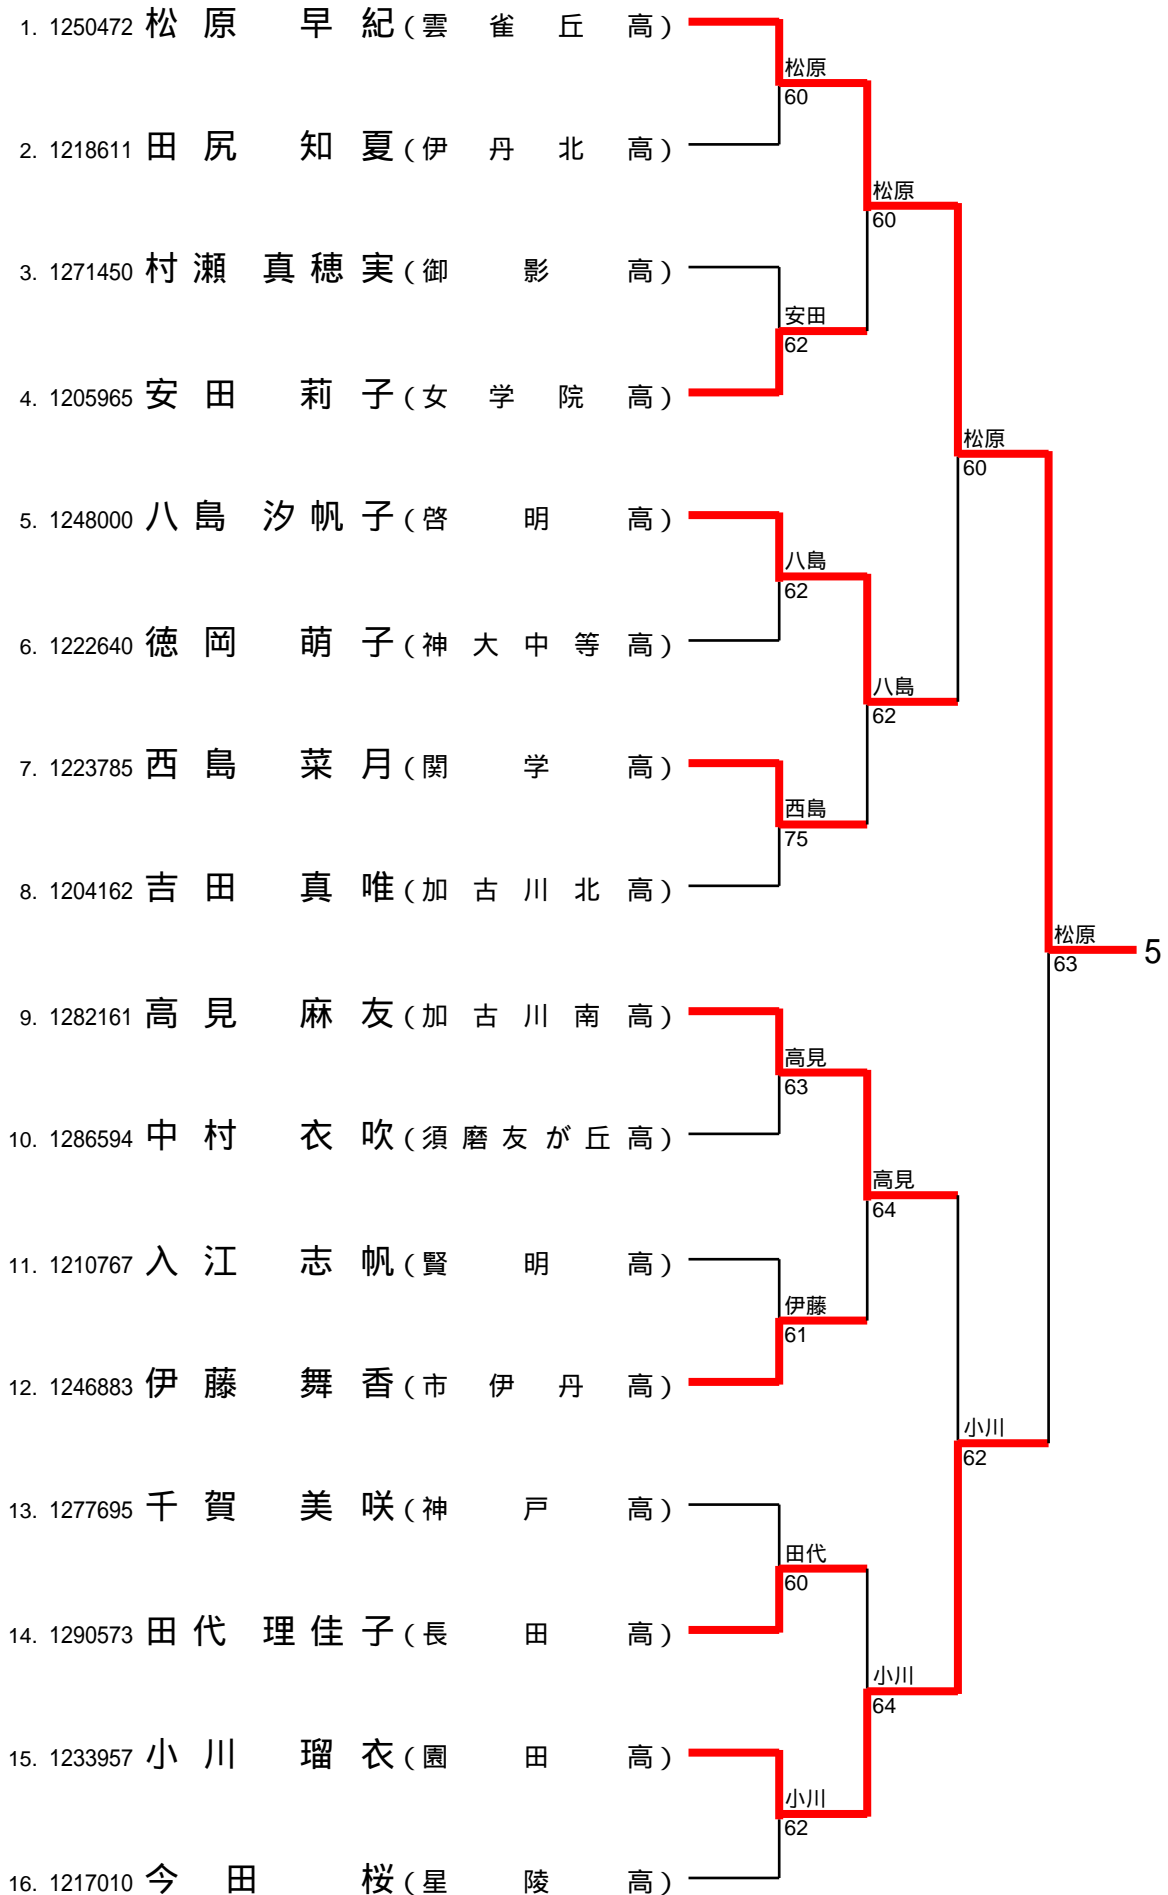 1. 1250472 松原 早紀 (雲雀丘高)
松原
60
2. 1218611 田尻 知夏 (伊丹北高)
松原
60
3. 1271450 村瀬 真穂実 (御影高)
安田
62
4. 1205965 安田 莉子 (女学院高)
松原
60
5. 1248000 八島 汐帆子 (啓明高)
八島
62
6. 1222640 徳岡 萌子 (神大中等高)
八島
62
7. 1223785 西島 菜月 (関学高)
西島
75
8. 1204162 吉田 真唯 (加古川北高)
松原
63
5
9. 1282161 高見 麻友 (加古川南高)
高見
63
10. 1286594 中村 衣吹 (須磨友が丘高)
高見
64
11. 1210767 入江 志帆 (賢明高)
伊藤
61
12. 1246883 伊藤 舞香 (市伊丹高)
小川
62
13. 1277695 千賀 美咲 (神戸高)
田代
60
14. 1290573 田代 理佳子 (長田高)
小川
64
15. 1233957 小川 瑠衣 (園田高)
小川
62
16. 1217010 今田 桜 (星陵高)